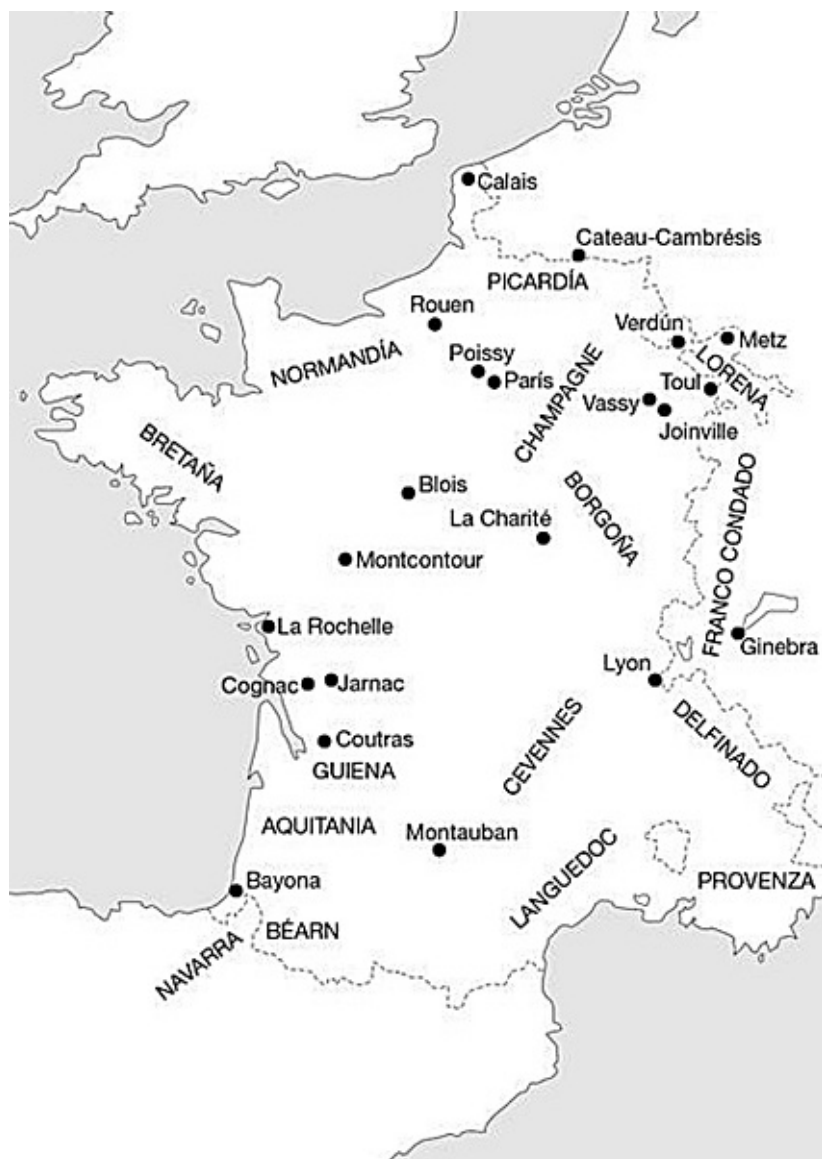 Calais
Cateau-Cambrésis
PICARDÍA
Rouen
Verdún
Metz
NORMANDÍA
Poissy
París
CHAMPAGNE
LORENA
Toul
Vassy
Joinville
BRETAÑA
Blois
La Charité
BORGOÑA
FRANCO CONDADO
Montcontour
La Rochelle
Ginebra
Lyon
Cognac
Jarnac
DELFINADO
CEVENNES
Coutras
GUIENA
AQUITANIA
Montauban
LANGUEDOC
PROVENZA
Bayona
BÉARN
NAVARRA